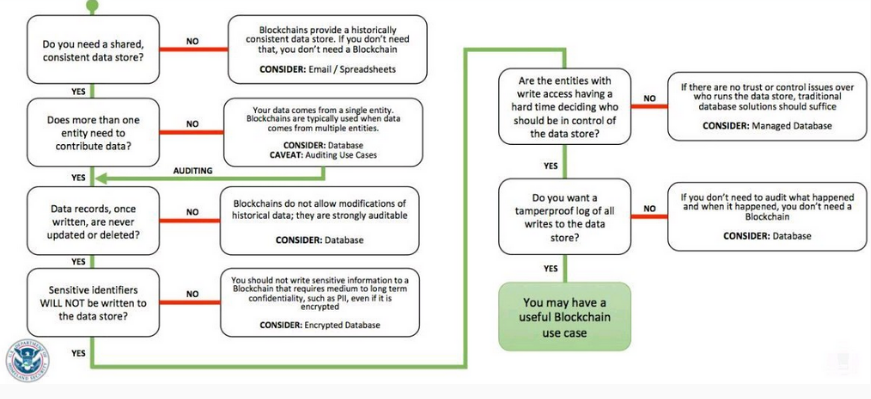 Do you need a shared,
consistent data store?
NO
Blockchains provide a historically
consistent data store. If you don't need
that, you don't need a Blockchain
CONSIDER: Email / Spreadsheets
YES
Does more than one
entity need to
contribute data?
NO
Your data comes from a single entity.
Blockchains are typically used when data
comes from multiple entities.
CONSIDER: Database
CAVEAT: Auditing Use Cases
AUDITING
YES
Data records, once
written, are never
updated or deleted?
NO
Blockchains do not allow modifications of
historical data; they are strongly auditable
CONSIDER: Database
YES
Sensitive identifiers
WILL NOT be written to
the data store?
NO
You should not write sensitive information to a
Blockchain that requires medium to long term
confidentiality, such as PII, even if it is
encrypted
CONSIDER: Encrypted Database
YES
Are the entities with
write access having a
hard time deciding who
should be in control of
the data store?
NO
If there are no trust or control issues over
who runs the data store, traditional
database solutions should suffice
CONSIDER: Managed Database
YES
Do you want a
tamperproof log of all
writes to the data
store?
NO
If you don't need to audit what happened
and when it happened, you don't need a
Blockchain
CONSIDER: Database
YES
You may have a
useful Blockchain
use case